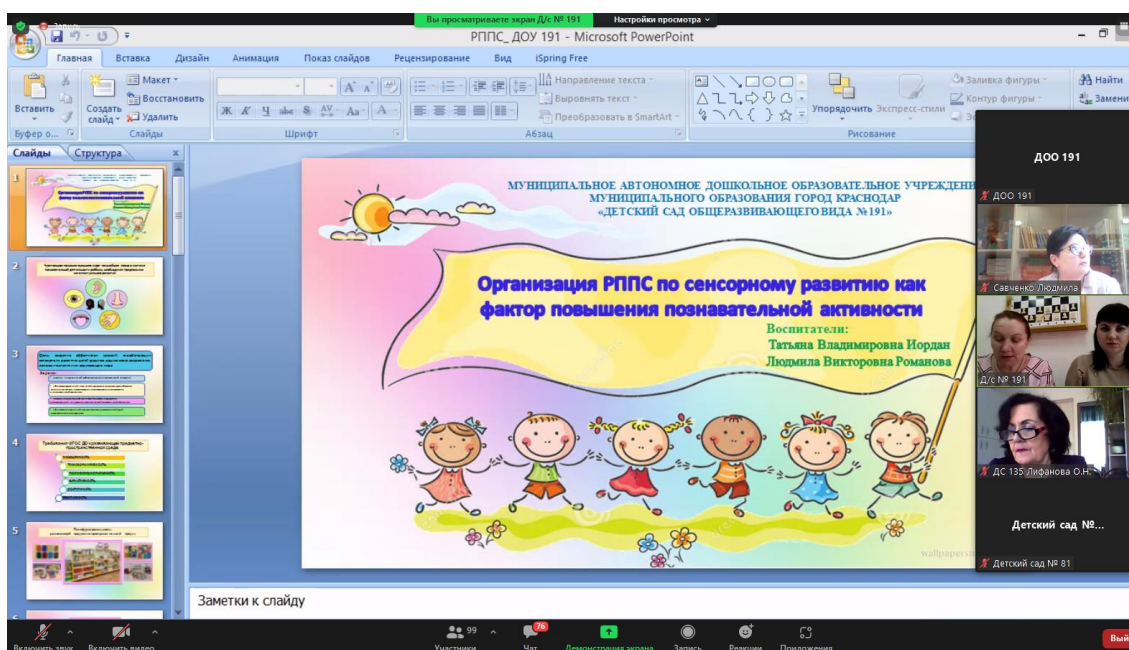 Вы просматриваете экран Д/с № 191
Настройки просмотра
РППС_ ДОУ 191 - Microsoft PowerPoint
Главная Вставка Дизайн Анимация Показ слайдов Рецензирование Вид iSpring Free
Вставить
Создать слайд
Макет
Восстановить
Удалить
Буфер о...
Слайды
Шрифт
Направление текста
Выровнять текст
Преобразовать в SmartArt
Абзац
Упорядочить
Экспресс-стили
Заливка фигуры
Контур фигуры
Рисование
Найти
Замени
Слайды Структура
1
2
3
4
5
МУНИЦИПАЛЬНОЕ АВТОНОМНОЕ ДОШКОЛЬНОЕ ОБРАЗОВАТЕЛЬНОЕ УЧРЕЖДЕНИ
МУНИЦИПАЛЬНОГО ОБРАЗОВАНИЯ ГОРОД КРАСНОДАР
«ДЕТСКИЙ САД ОБЩЕРАЗВИВАЮЩЕГО ВИДА №191»
Организация РППС по сенсорному развитию как
фактор повышения познавательной активности
Воспитатели:
Татьяна Владимировна Иордан
Людмила Викторовна Романова
Заметки к слайду
ДОО 191
ДОО 191
Савченко Людмила
Д/с № 191
ДС 135 Лифанова О.Н.
Детский сад №...
Детский сад № 81
Включить звук
Включить видео
99
Участники
76
Чат
Демонстрация экрана
Запись
Реакции
Приложения
Вый